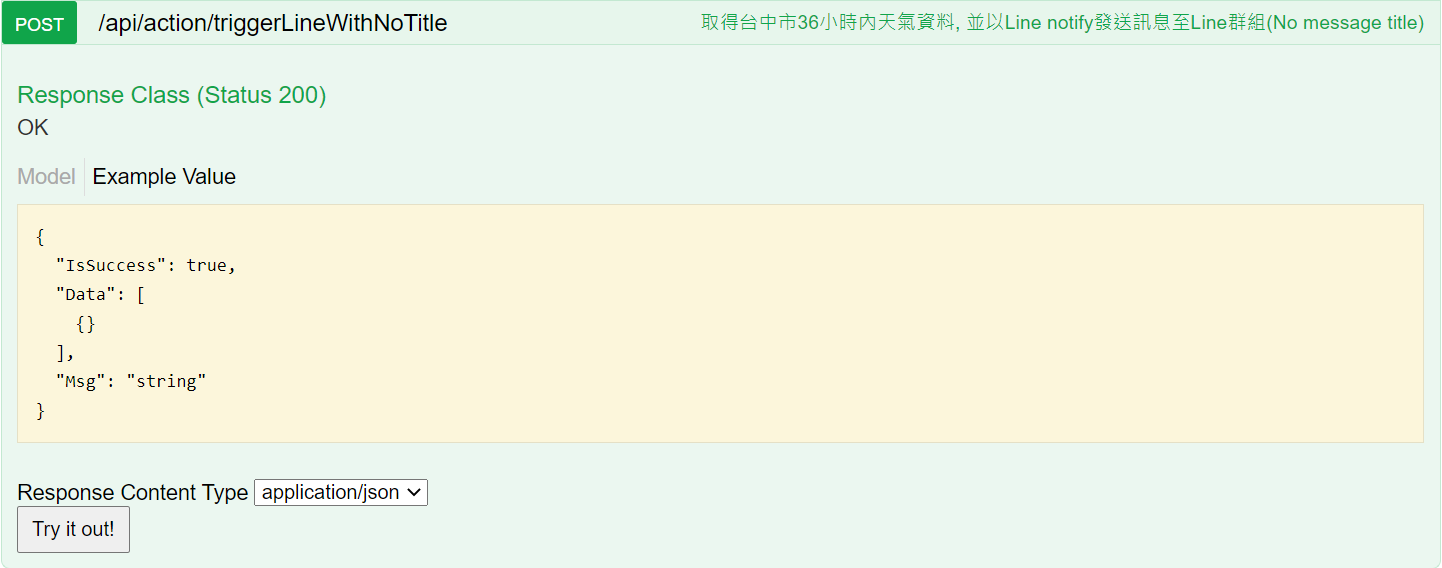 POST /api/action/triggerLineWithNoTitle 取得台中市36小時內天氣資料, 並以Line notify發送訊息至Line群組(No message title)
Response Class (Status 200)
OK
Model Example Value
{
  "IsSuccess": true,
  "Data": [
    {}
  ],
  "Msg": "string"
}
Response Content Type application/json
Try it out!